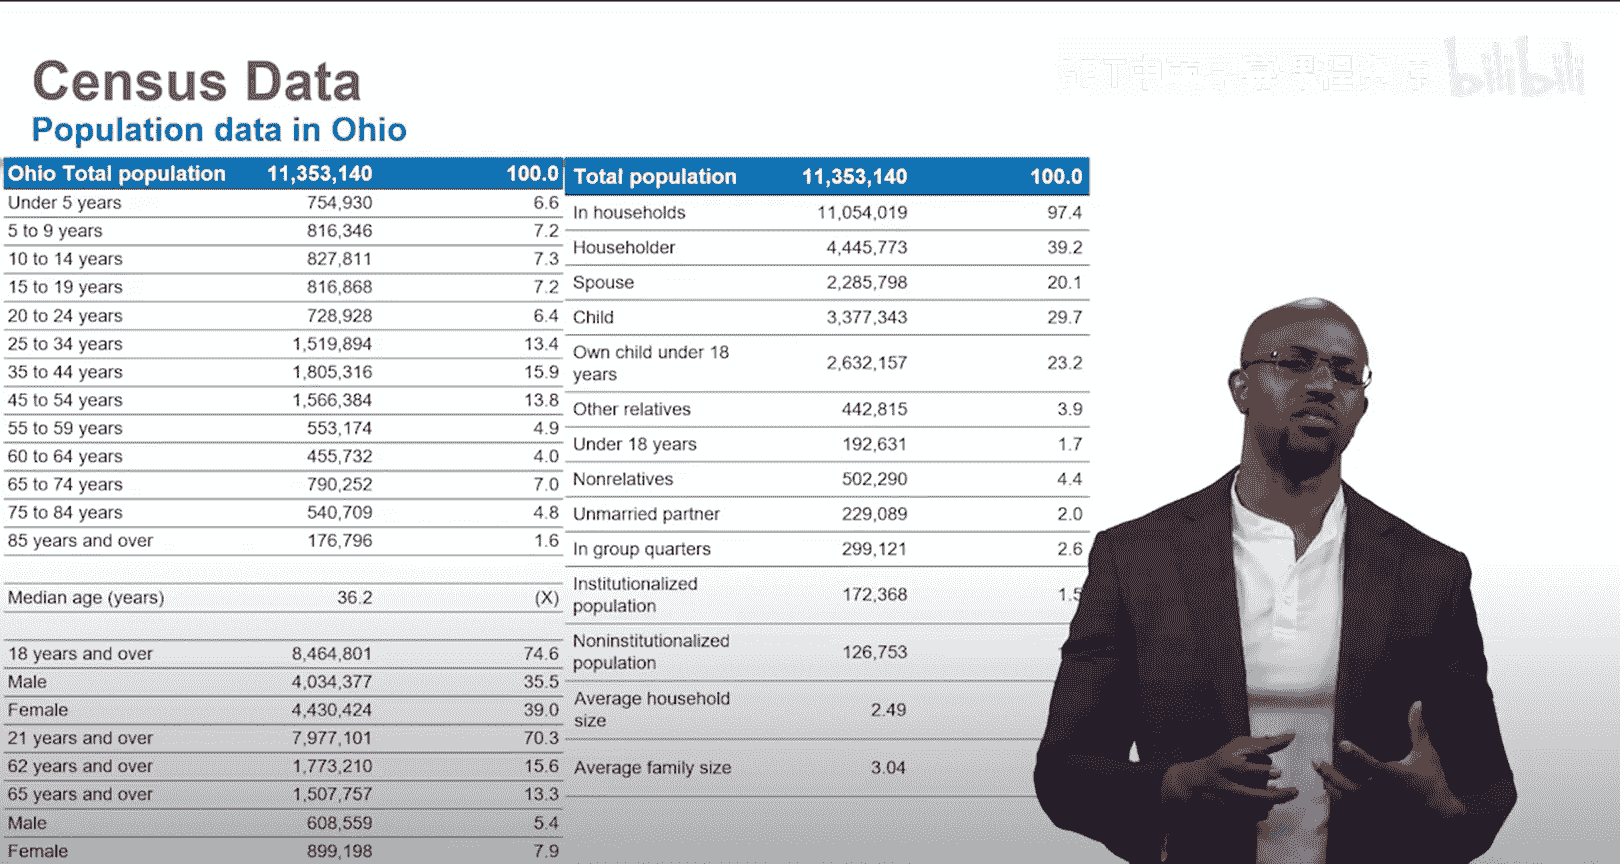 Census Data
Population data in Ohio
Ohio Total population 11,353,140 100.0
Under 5 years 754,930 6.6
5 to 9 years 816,346 7.2
10 to 14 years 827,811 7.3
15 to 19 years 816,868 7.2
20 to 24 years 728,928 6.4
25 to 34 years 1,519,894 13.4
35 to 44 years 1,805,316 15.9
45 to 54 years 1,566,384 13.8
55 to 59 years 553,174 4.9
60 to 64 years 455,732 4.0
65 to 74 years 790,252 7.0
75 to 84 years 540,709 4.8
85 years and over 176,796 1.6
Median age (years) 36.2 (X)
18 years and over 8,464,801 74.6
Male 4,034,377 35.5
Female 4,430,424 39.0
21 years and over 7,977,101 70.3
62 years and over 1,773,210 15.6
65 years and over 1,507,757 13.3
Male 608,559 5.4
Female 899,198 7.9
Total population 11,353,140 100.0
In households 11,054,019 97.4
Householder 4,445,773 39.2
Spouse 2,285,798 20.1
Child 3,377,343 29.7
Own child under 18
years 2,632,157 23.2
Other relatives 442,815 3.9
Under 18 years 192,631 1.7
Nonrelatives 502,290 4.4
Unmarried partner 229,089 2.0
In group quarters 299,121 2.6
Institutionalized
population 172,368 1.5
Noninstitutionalized
population 126,753
Average household
size 2.49
Average family size 3.04
bilibili